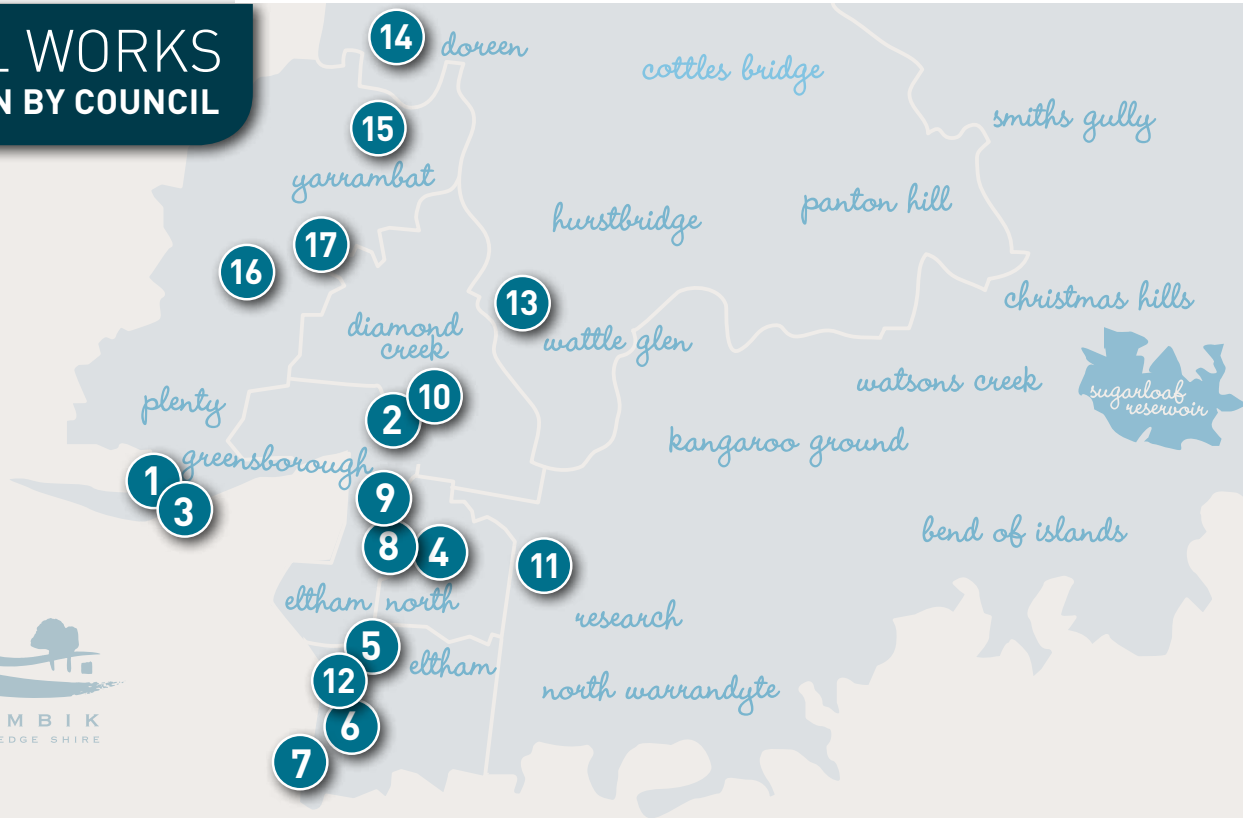 L WORKS
N BY COUNCIL
14
doreen
cottles bridge
smiths gully
15
yarrambat
panton hill
hurstbridge
17
16
13
christmas hills
diamond
creek
wattle glen
watsons creek
sugarloaf
reservoir
plenty
10
2
kangaroo ground
greensborough
1
3
9
bend of islands
8
4
11
eltham north
research
5
eltham
12
north warrandyte
6
7
MBIK
EDGE SHIRE